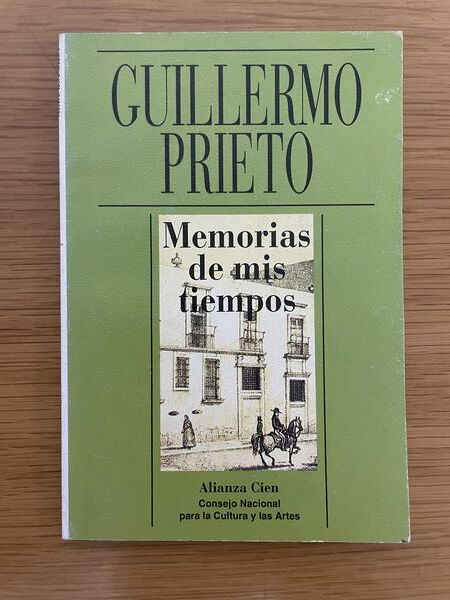 GUILLERMO
PRIETO
Memorias
de mis
tiempos
Alianza Cien
Consejo Nacional
para la Cultura y las Artes